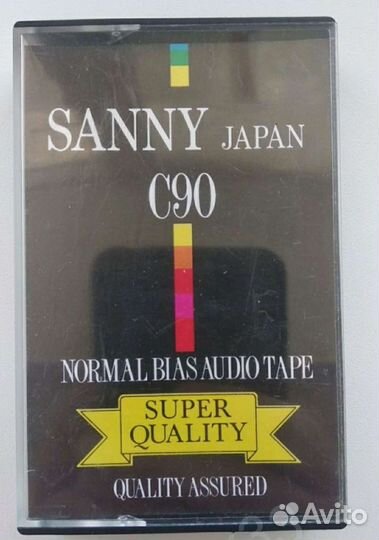 SANNY JAPAN
C90
NORMAL BIAS AUDIO TAPE
SUPER
QUALITY
QUALITY ASSURED
Avito